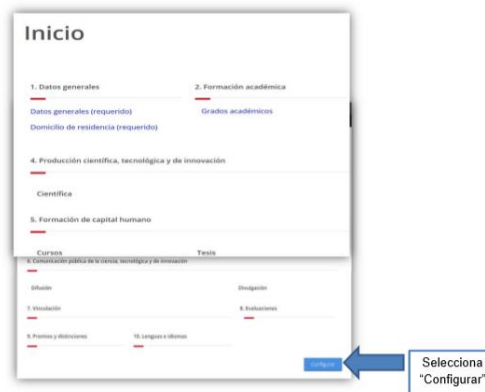 Inicio
1. Datos generales
2. Formación académica
Datos generales (requerido)
Grados académicos
Domicilio de residencia (requerido)
4. Producción científica, tecnológica y de innovación
Científica
5. Formación de capital humano
Cursos
Tesis
6. Comunicación pública de la ciencia, tecnológica y de innovación
Difusión
Divulgación
7. Vinculación
8. Evaluaciones
9. Premios y distinciones
10. Lenguas e idiomas
Configurar
Selecciona
"Configurar"